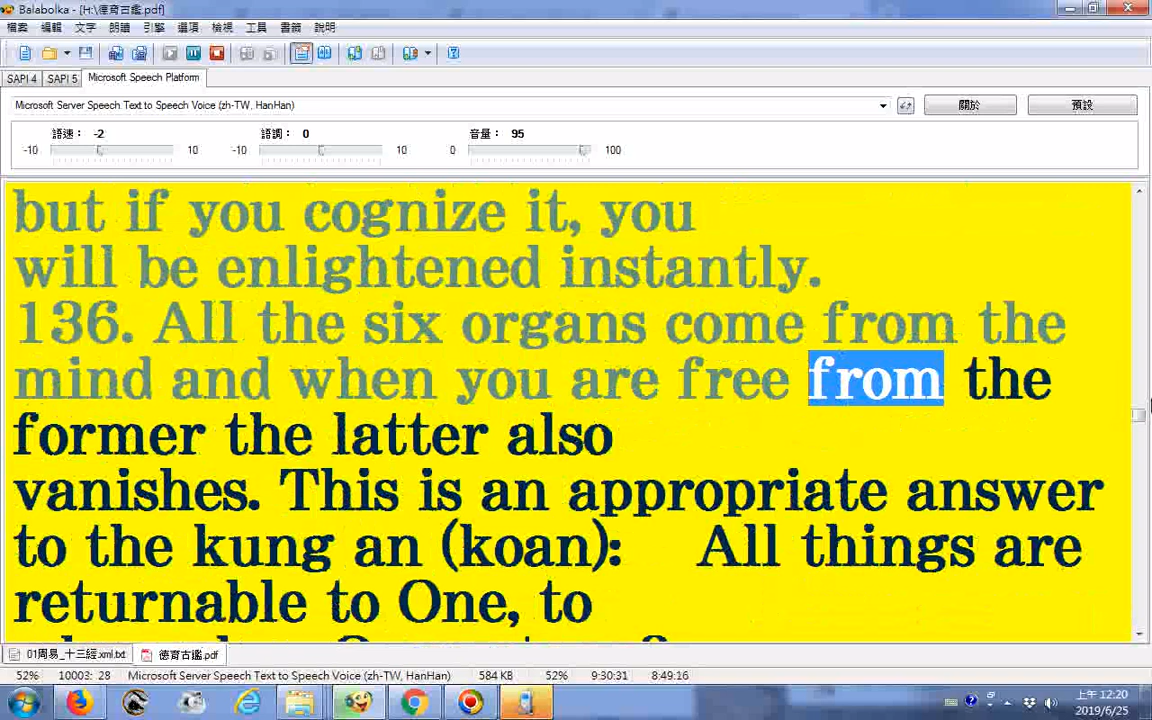 Balabolka - [H:\德育古鑑.pdf]
檔案 編輯 文字 朗讀 引擎 選項 檢視 工具 書籤 說明
SAPI 4 SAPI 5 Microsoft Speech Platform
Microsoft Server Speech Text to Speech Voice (zh-TW, HanHan) 關於 預設
語速： -2 語調： 0 音量： 95
-10 10 -10 10 0 100
but if you cognize it, you
will be enlightened instantly.
136. All the six organs come from the
mind and when you are free from the
former the latter also
vanishes. This is an appropriate answer
to the kung an (koan): All things are
returnable to One, to
01周易_十三經.xml.txt 德育古鑑.pdf
52% 10003: 28 Microsoft Server Speech Text to Speech Voice (zh-TW, HanHan) 584 KB 52% 9:30:31 8:49:16
上午 12:20
2019/6/25